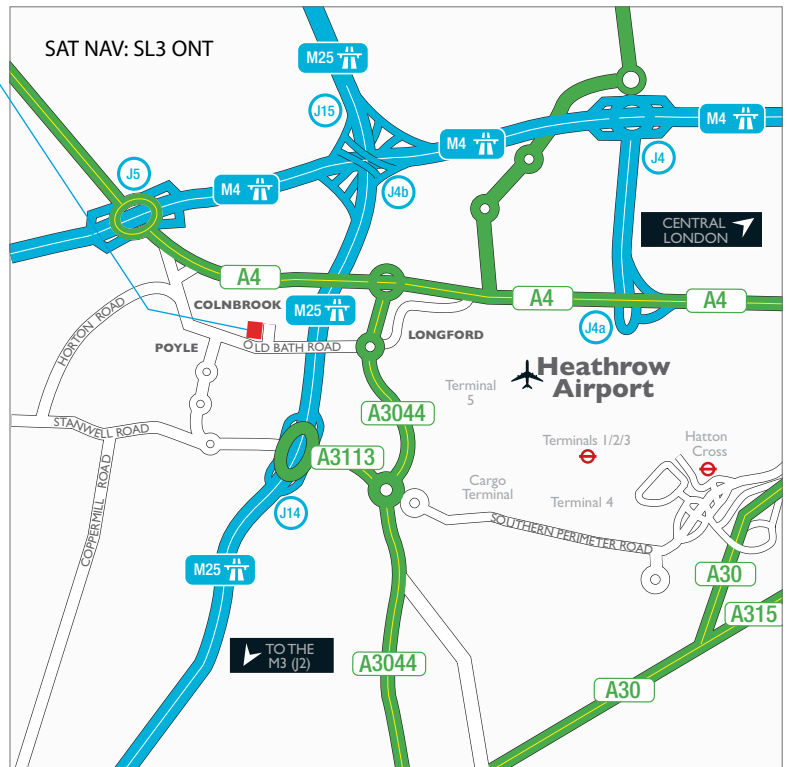 SAT NAV: SL3 ONT
M25
J15
M4
M4
J4
J5
M4
J4b
CENTRAL
LONDON
A4
COLNBROOK
M25
A4
A4
HORTON ROAD
J4a
LONGFORD
POYLE
OLD BATH ROAD
Heathrow
Airport
Terminal
5
A3044
STANWELL ROAD
A3113
Terminals 1/2/3
Hatton
Cross
COPPERMILL ROAD
Cargo
Terminal
Terminal 4
J14
SOUTHERN PERIMETER ROAD
M25
A30
A315
TO THE
M3 (J2)
A3044
A30